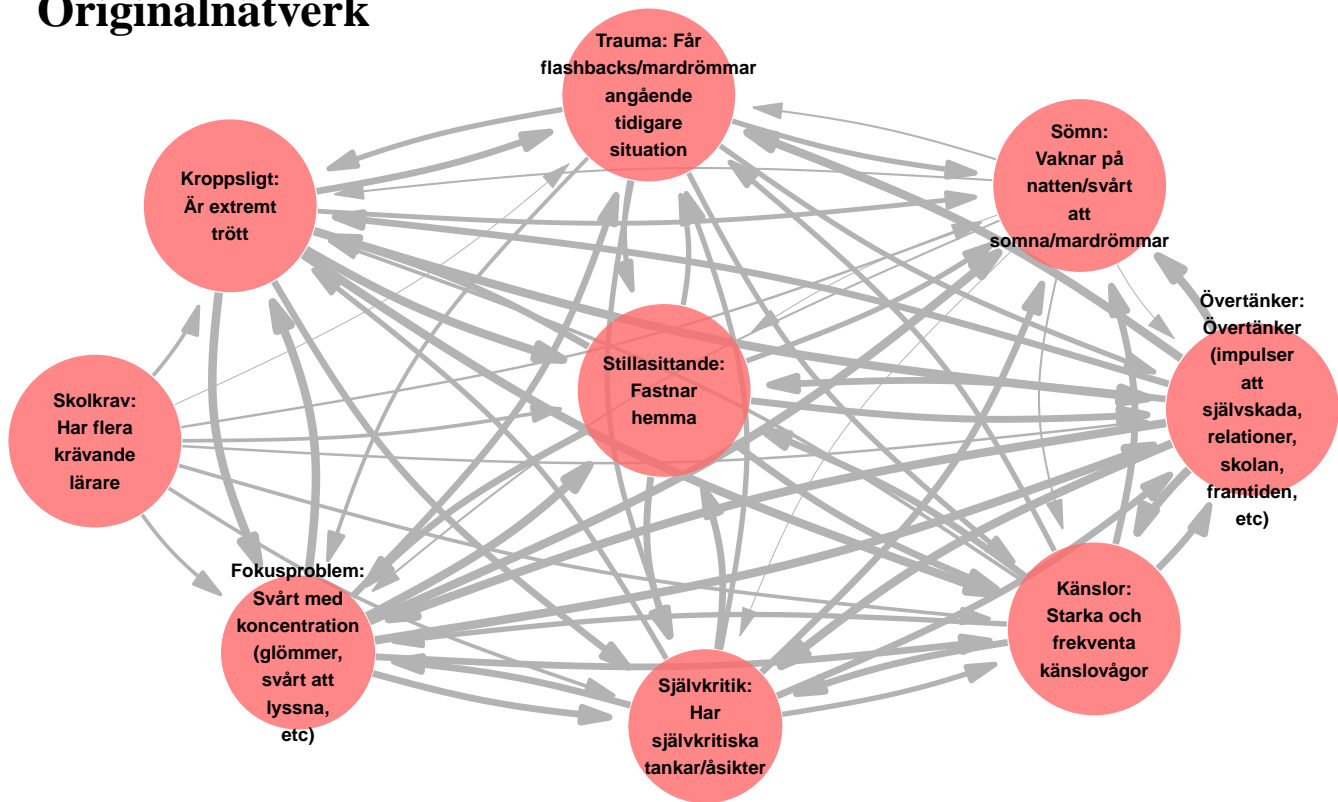 Originalnätverk
Trauma: Får
flashbacks/mardrömmar
angående
tidigare
situation
Sömn:
Vaknar på
natten/svårt
att
somna/mardrömmar
Kroppsligt:
Är extremt
trött
Övertänker:
Övertänker
(impulser
att
självskada,
relationer,
skolan,
framtiden,
etc)
Stillasittande:
Fastnar
hemma
Skolkrav:
Har flera
krävande
lärare
Fokusproblem:
Svårt med
koncentration
(glömmer,
svårt att
lyssna,
etc)
Känslor:
Starka och
frekventa
känslovågor
Självkritik:
Har
självkritiska
tankar/åsikter